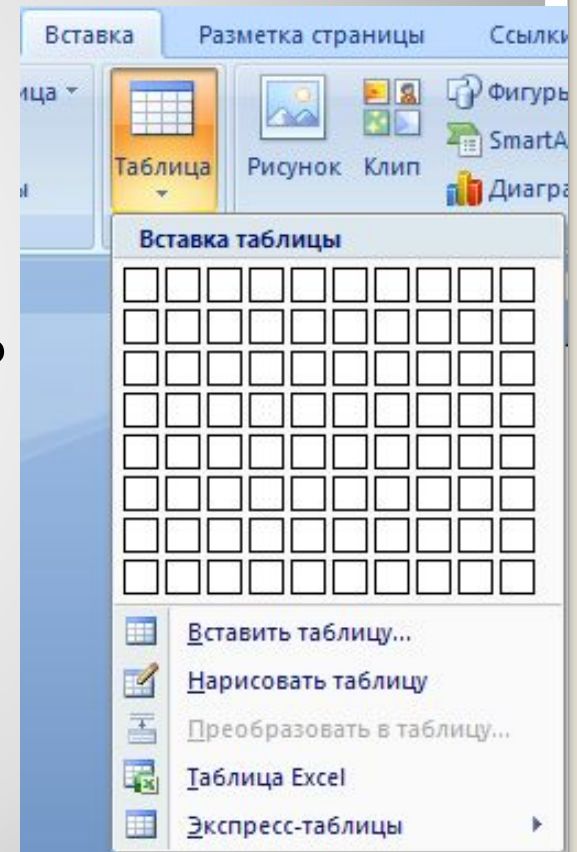 Вставка Разметка страницы Ссылки
Таблица Рисунок Клип
Фигуры
SmartA
Диагра
Вставка таблицы
Вставить таблицу...
Нарисовать таблицу
Преобразовать в таблицу...
Таблица Excel
Экспресс-таблицы